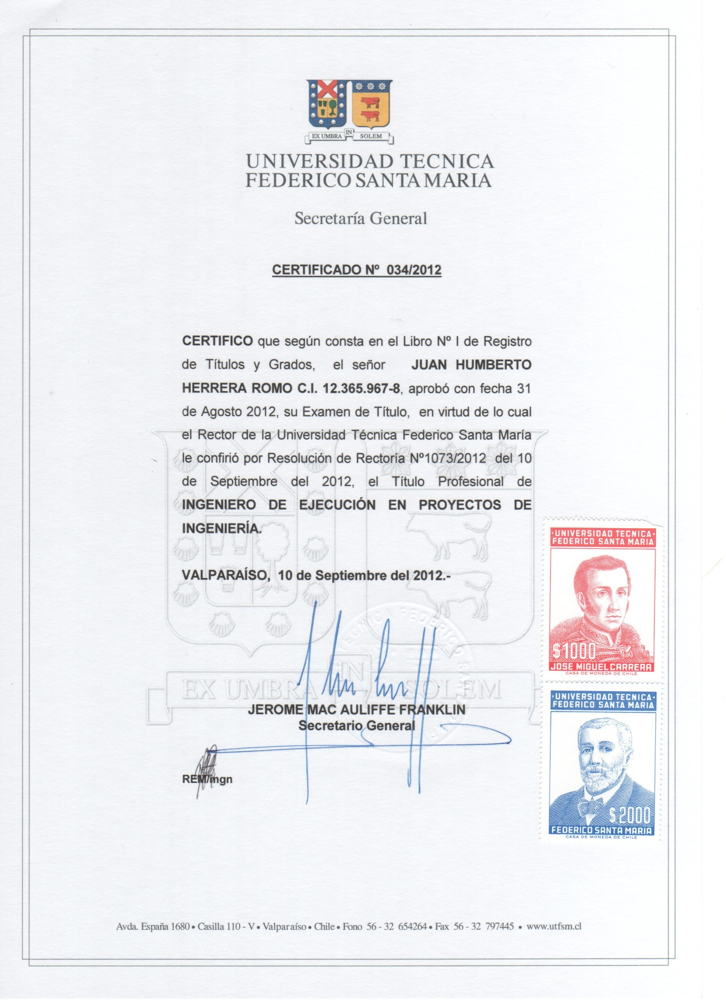 EX UMBRA IN SOLEM
UNIVERSIDAD TECNICA
FEDERICO SANTA MARIA
Secretaría General
CERTIFICADO Nº 034/2012
CERTIFICO que según consta en el Libro Nº I de Registro
de Títulos y Grados, el señor JUAN HUMBERTO
HERRERA ROMO C.I. 12.365.967-8, aprobó con fecha 31
de Agosto 2012, su Examen de Título, en virtud de lo cual
el Rector de la Universidad Técnica Federico Santa María
le confirió por Resolución de Rectoría Nº1073/2012 del 10
de Septiembre del 2012, el Título Profesional de
INGENIERO DE EJECUCIÓN EN PROYECTOS DE
INGENIERÍA.
VALPARAÍSO, 10 de Septiembre del 2012.-
EX UMBRA IN SOLEM
TECNICA FEDERICO SANTA
JEROME MAC AULIFFE FRANKLIN
Secretario General
REM/mgn
·UNIVERSIDAD TECNICA·
FEDERICO SANTA MARIA
$1000
JOSE MIGUEL CARRERA
CASA DE MONEDA DE CHILE
·UNIVERSIDAD TECNICA·
FEDERICO SANTA MARIA
$2000
FEDERICO SANTA MARIA
CASA DE MONEDA DE CHILE
Avda. España 1680 • Casilla 110 - V • Valparaíso • Chile • Fono 56 - 32 654264 • Fax 56 - 32 797445 • www.utfsm.cl